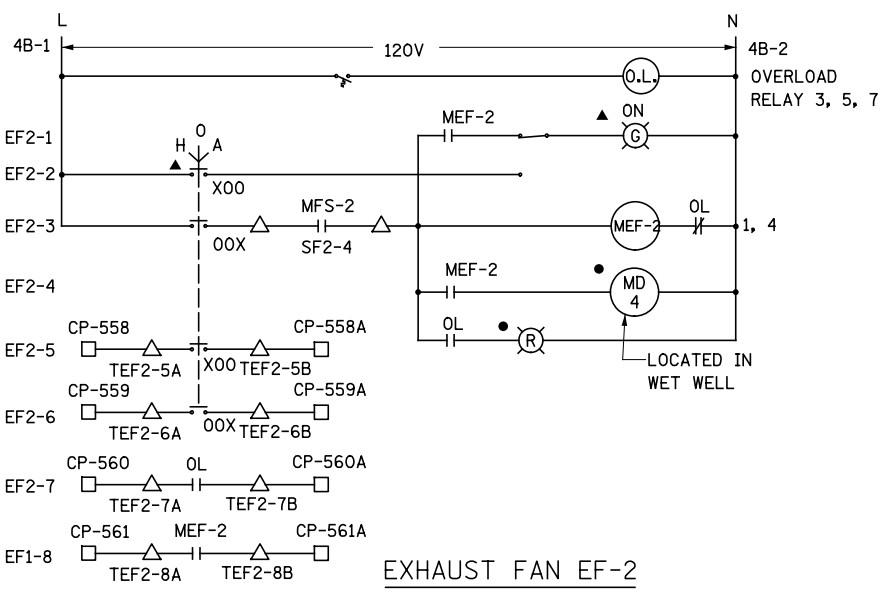 L N
4B-1 120V 4B-2
O.L. OVERLOAD
RELAY 3, 5, 7
MEF-2 ON
EF2-1 O G
H A
EF2-2 XOO
MFS-2 OL
EF2-3 MEF-2 1, 4
OOX SF2-4
MEF-2
EF2-4 MD
4
CP-558 CP-558A OL
EF2-5 R
XOO LOCATED IN
TEF2-5A TEF2-5B
WET WELL
CP-559 CP-559A
EF2-6 OOX
TEF2-6A TEF2-6B
CP-560 OL CP-560A
EF2-7
TEF2-7A TEF2-7B
CP-561 MEF-2 CP-561A
EF1-8
TEF2-8A TEF2-8B
EXHAUST FAN EF-2